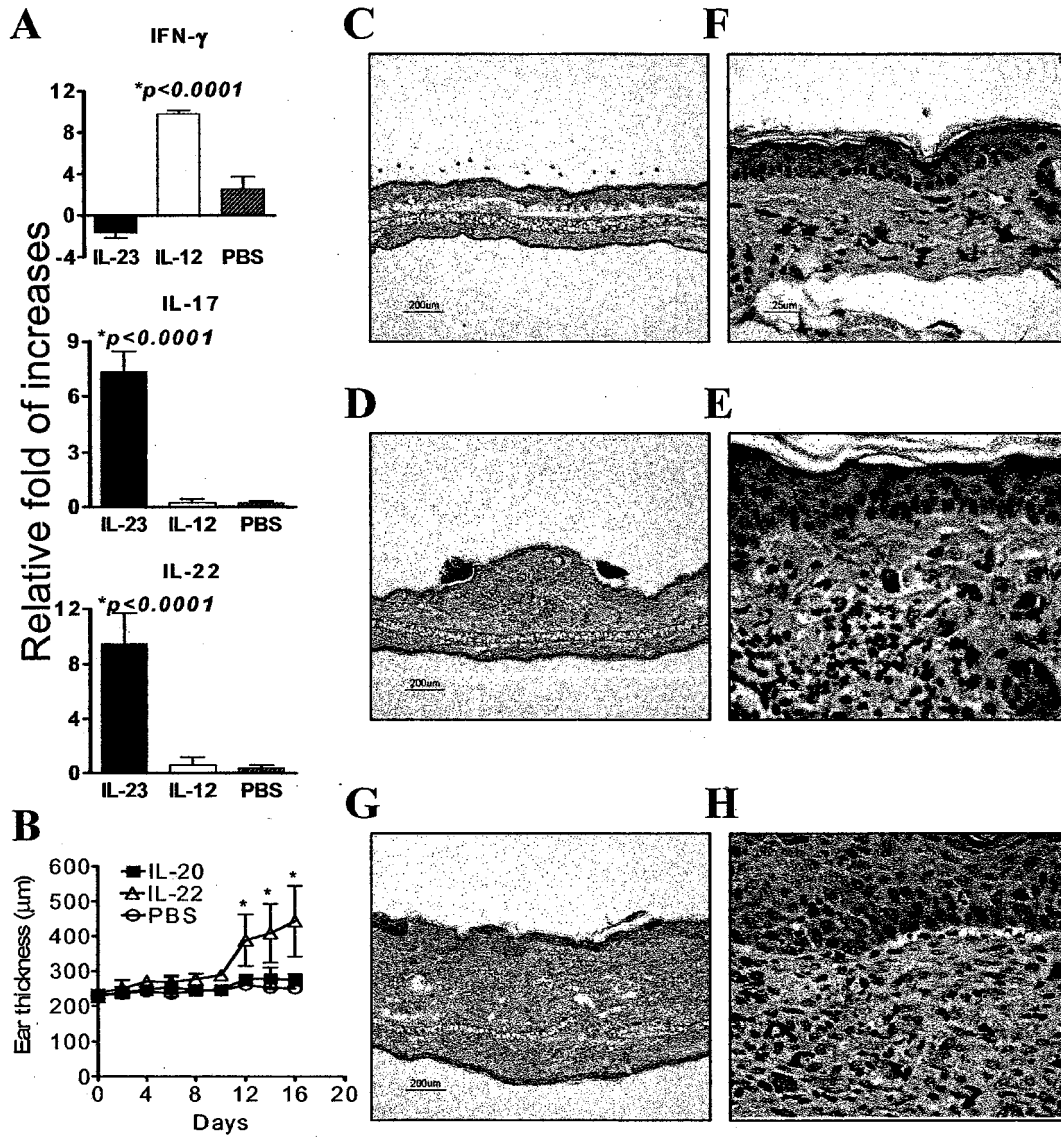 A
IFN-γ
*p<0.0001
12
8
4
0
-4
IL-23 IL-12 PBS
IL-17
*p<0.0001
9
6
3
0
IL-23 IL-12 PBS
IL-22
*p<0.0001
12
8
4
0
IL-23 IL-12 PBS
Relative fold of increases
B
IL-20
IL-22
PBS
* * *
600
500
400
300
200
100
0
0 4 8 12 16 20
Ear thickness (µm)
Days
C
200um
F
25um
D
200um
E
G
200um
H